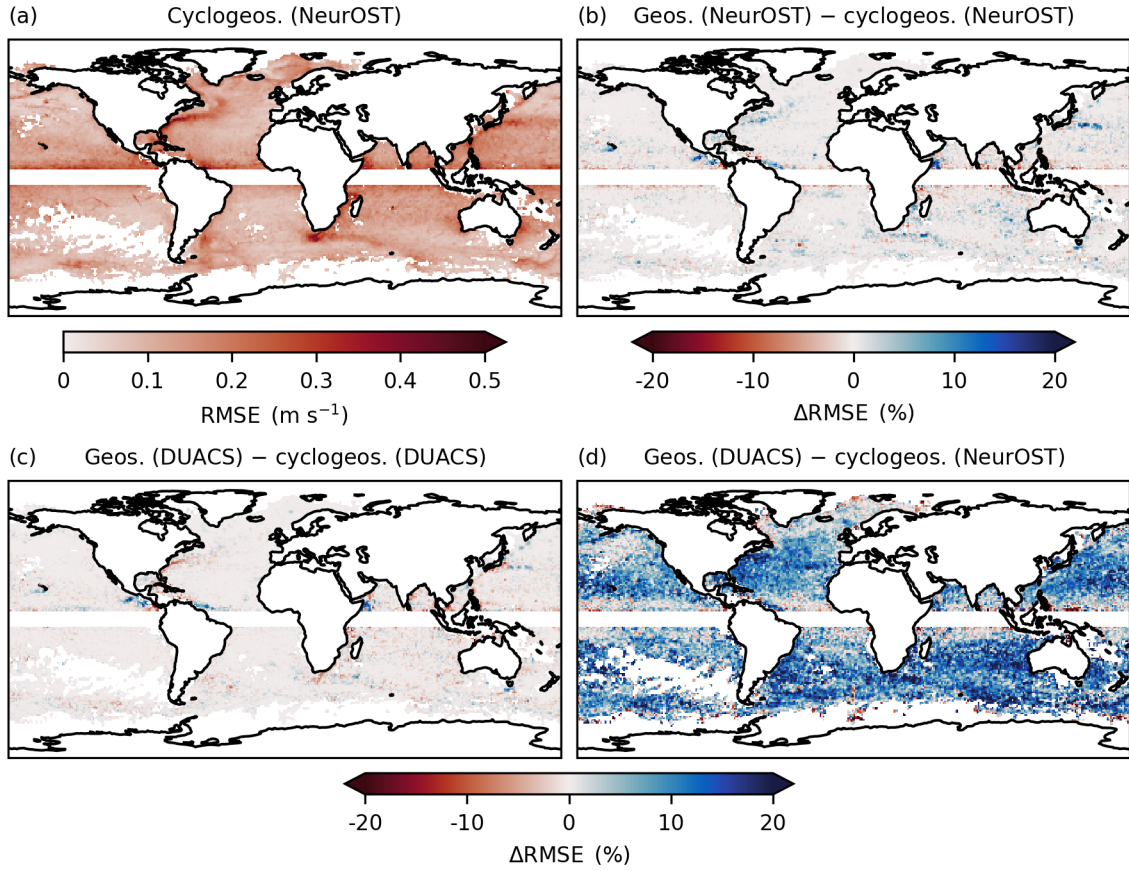 (a) Cyclogeos. (NeurOST)
(b) Geos. (NeurOST) − cyclogeos. (NeurOST)
0 0.1 0.2 0.3 0.4 0.5
RMSE (m s⁻¹)
-20 -10 0 10 20
ΔRMSE (%)
(c) Geos. (DUACS) − cyclogeos. (DUACS)
(d) Geos. (DUACS) − cyclogeos. (NeurOST)
-20 -10 0 10 20
ΔRMSE (%)